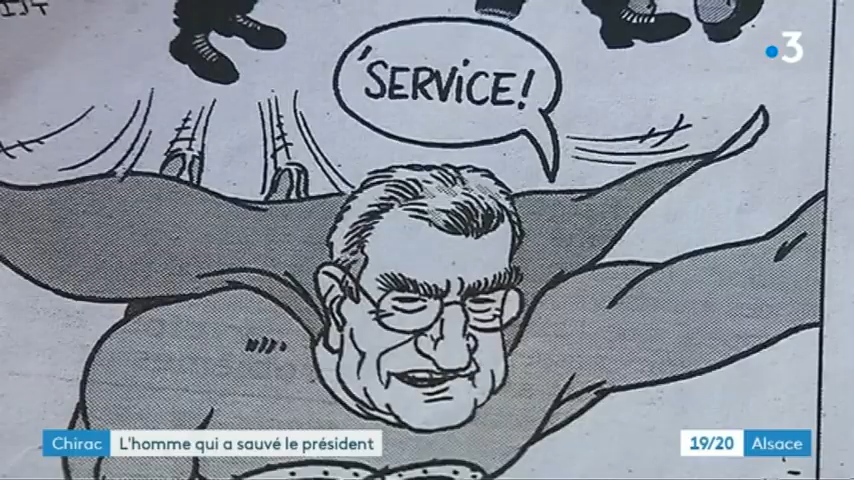 3
'SERVICE!
Chirac
L'homme qui a sauvé le président
19/20
Alsace